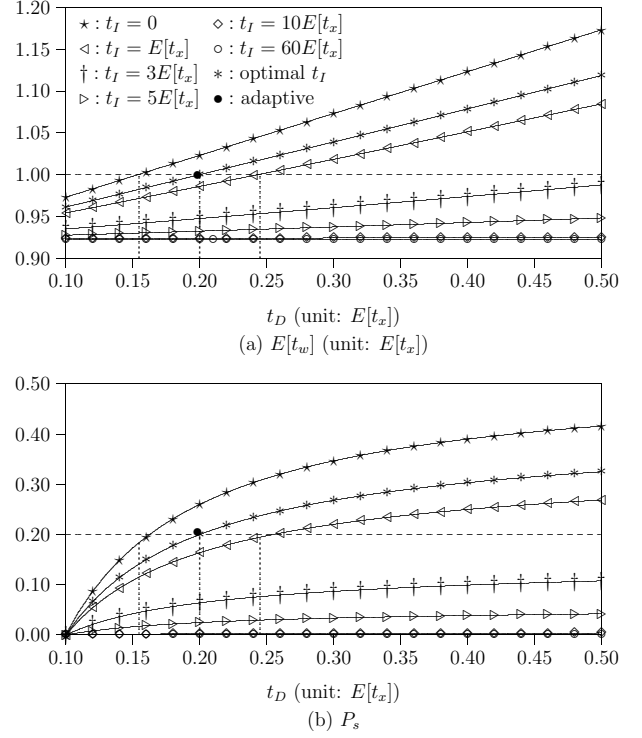 1.20
⋆ : t_I = 0
◇ : t_I = 10E[t_x]
◁ : t_I = E[t_x]
○ : t_I = 60E[t_x]
1.15
† : t_I = 3E[t_x]
∗ : optimal t_I
▷ : t_I = 5E[t_x]
● : adaptive
1.10
1.05
1.00
0.95
0.90
0.10 0.15 0.20 0.25 0.30 0.35 0.40 0.45 0.50
t_D (unit: E[t_x])
(a) E[t_w] (unit: E[t_x])
0.50
0.40
0.30
0.20
0.10
0.00
0.10 0.15 0.20 0.25 0.30 0.35 0.40 0.45 0.50
t_D (unit: E[t_x])
(b) P_s